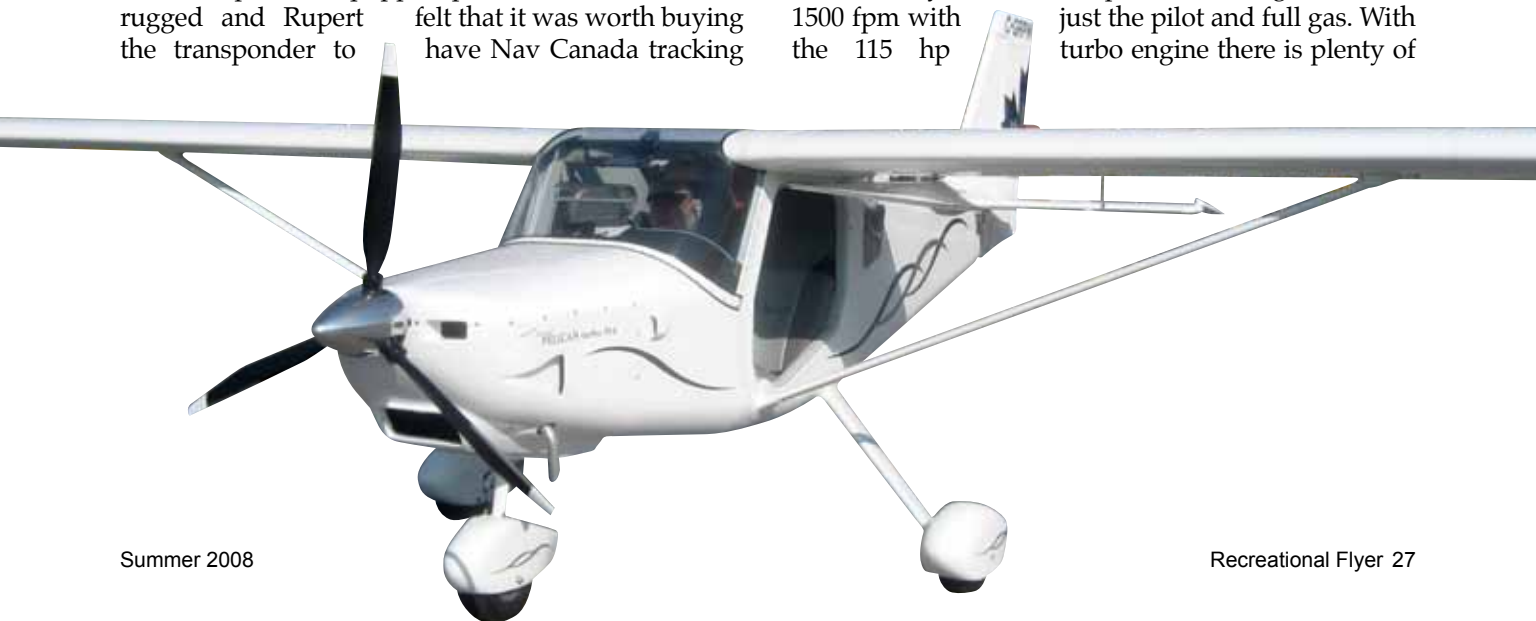 rugged and Rupert felt that it was worth buying
the transponder to have Nav Canada tracking
1500 fpm with just the pilot and full gas. With
the 115 hp turbo engine there is plenty of
PELICAN
Summer 2008
Recreational Flyer 27